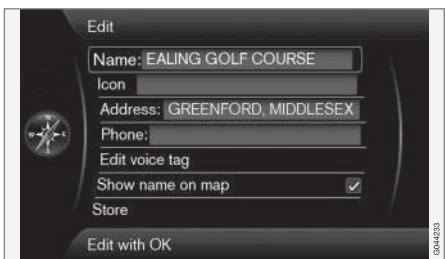 Edit
Name: EALING GOLF COURSE
Icon
Address: GREENFORD, MIDDLESEX
Phone:
Edit voice tag
Show name on map
Store
Edit with OK
G044233